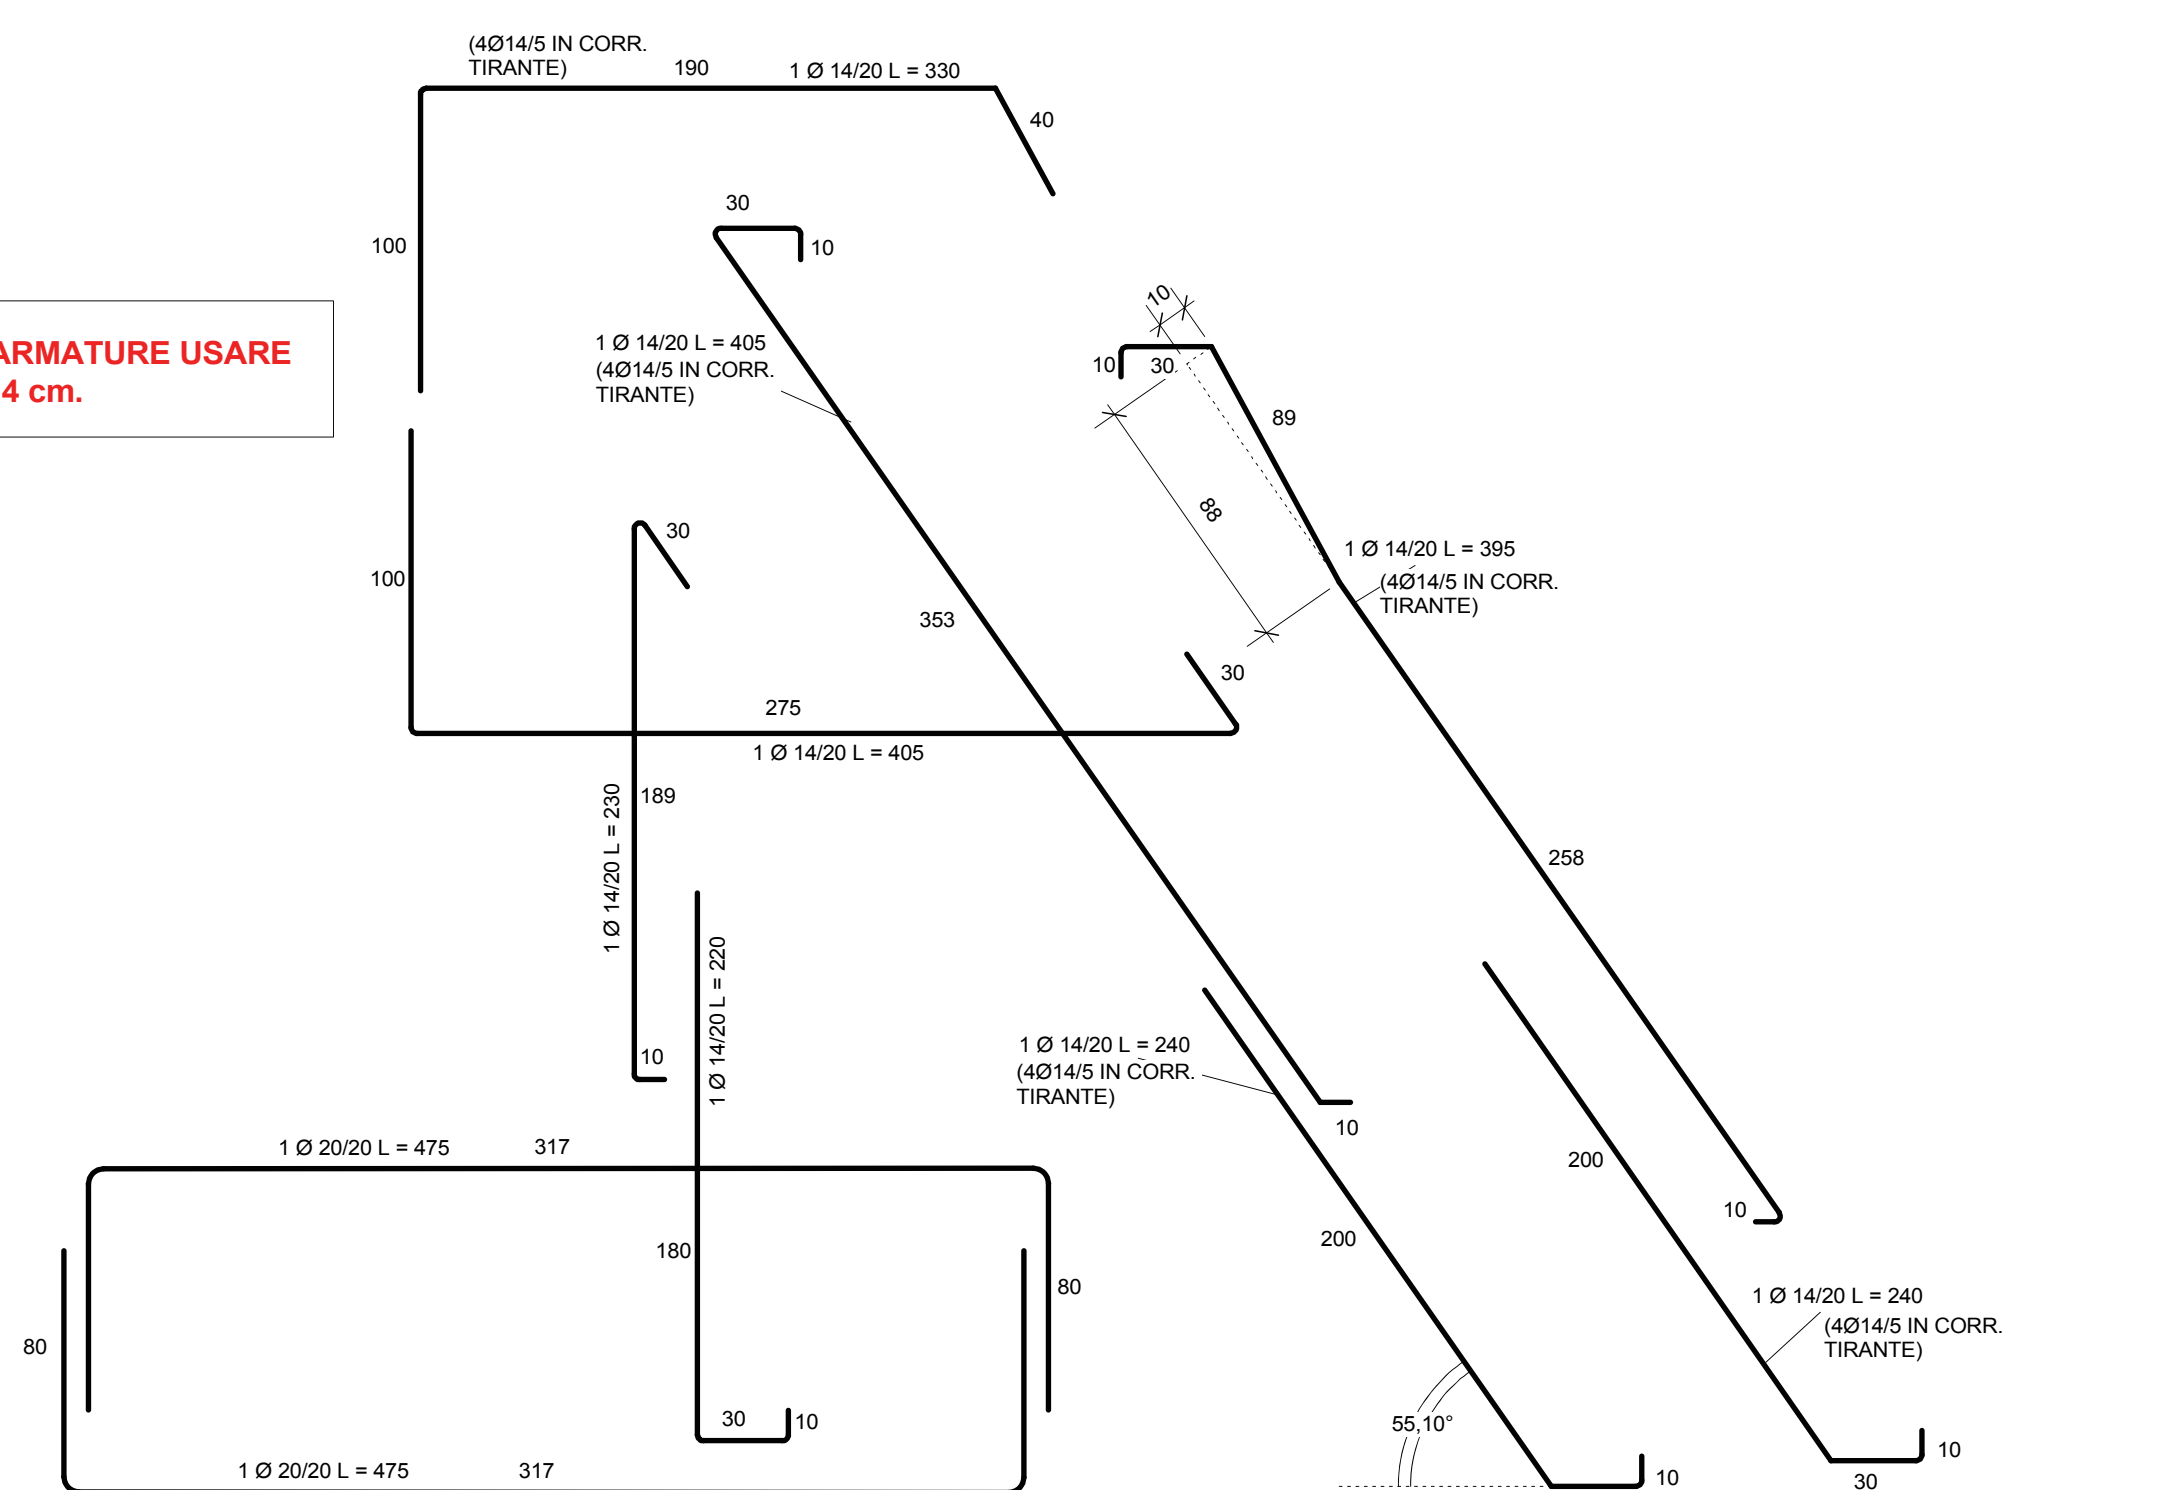 (4Ø14/5 IN CORR.
TIRANTE)
190
1 Ø 14/20 L = 330
40
30
10
100
10
ARMATURE USARE
4 cm.
1 Ø 14/20 L = 405
(4Ø14/5 IN CORR.
TIRANTE)
10
30
89
88
30
1 Ø 14/20 L = 395
(4Ø14/5 IN CORR.
TIRANTE)
100
353
30
275
1 Ø 14/20 L = 405
189
1 Ø 14/20 L = 230
258
1 Ø 14/20 L = 220
10
1 Ø 14/20 L = 240
(4Ø14/5 IN CORR.
TIRANTE)
10
1 Ø 20/20 L = 475
317
200
10
200
180
80
80
1 Ø 14/20 L = 240
(4Ø14/5 IN CORR.
TIRANTE)
30
10
55,10°
10
10
30
1 Ø 20/20 L = 475
317